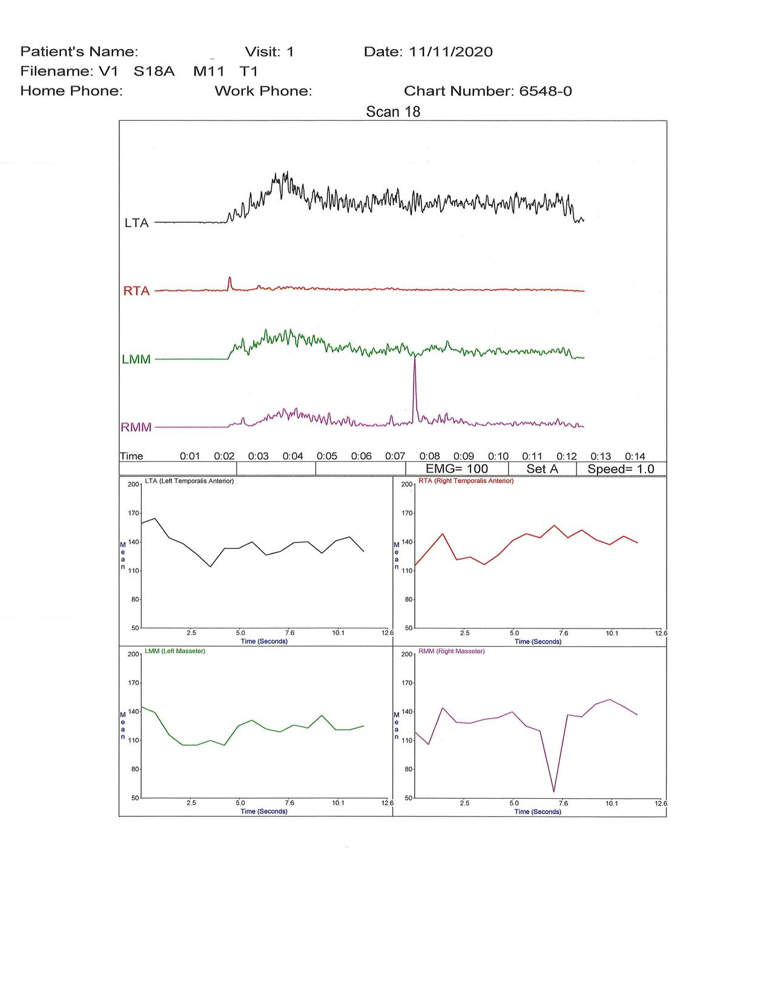 Patient's Name: Visit: 1 Date: 11/11/2020
Filename: V1 S18A M11 T1
Home Phone: Work Phone: Chart Number: 6548-0
Scan 18
LTA
RTA
LMM
RMM
Time 0:01 0:02 0:03 0:04 0:05 0:06 0:07 0:08 0:09 0:10 0:11 0:12 0:13 0:14
EMG= 100 Set A Speed= 1.0
LTA (Left Temporalis Anterior)
200
170
140
110
80
50
Mean
2.5 5.0 7.6 10.1 12.6
Time (Seconds)
RTA (Right Temporalis Anterior)
200
170
140
110
80
50
Mean
2.5 5.0 7.6 10.1 12.6
Time (Seconds)
LMM (Left Masseter)
200
170
140
110
80
50
Mean
2.5 5.0 7.6 10.1 12.6
Time (Seconds)
RMM (Right Masseter)
200
170
140
110
80
50
Mean
2.5 5.0 7.6 10.1 12.6
Time (Seconds)